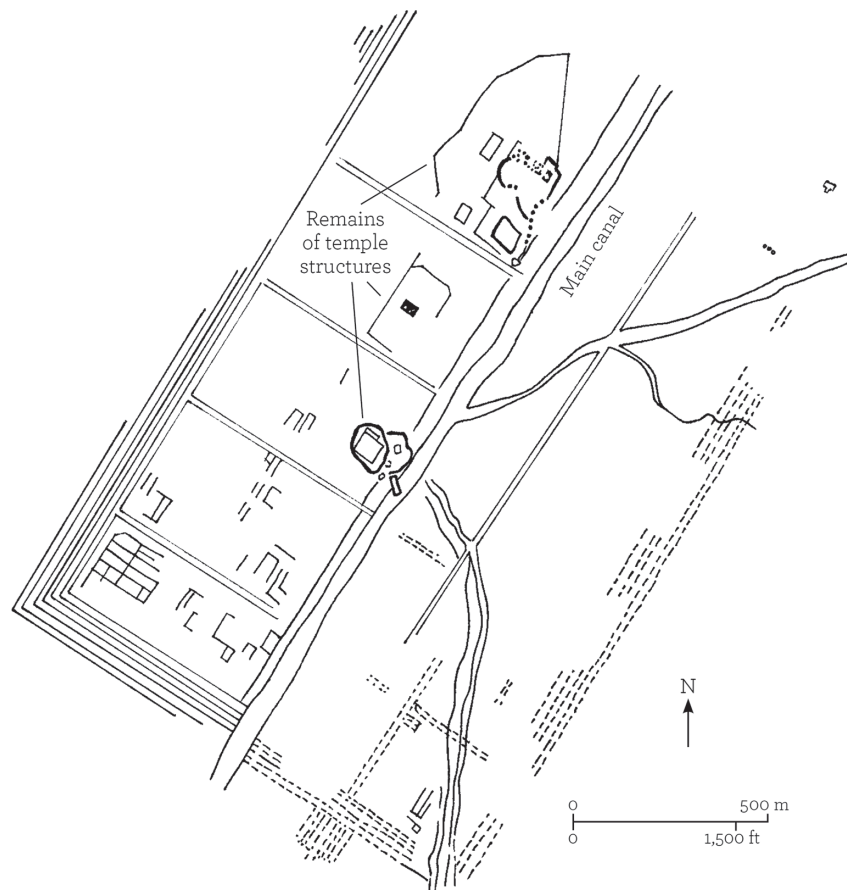 Remains
of temple
structures
Main canal
N
0 500 m
0 1,500 ft